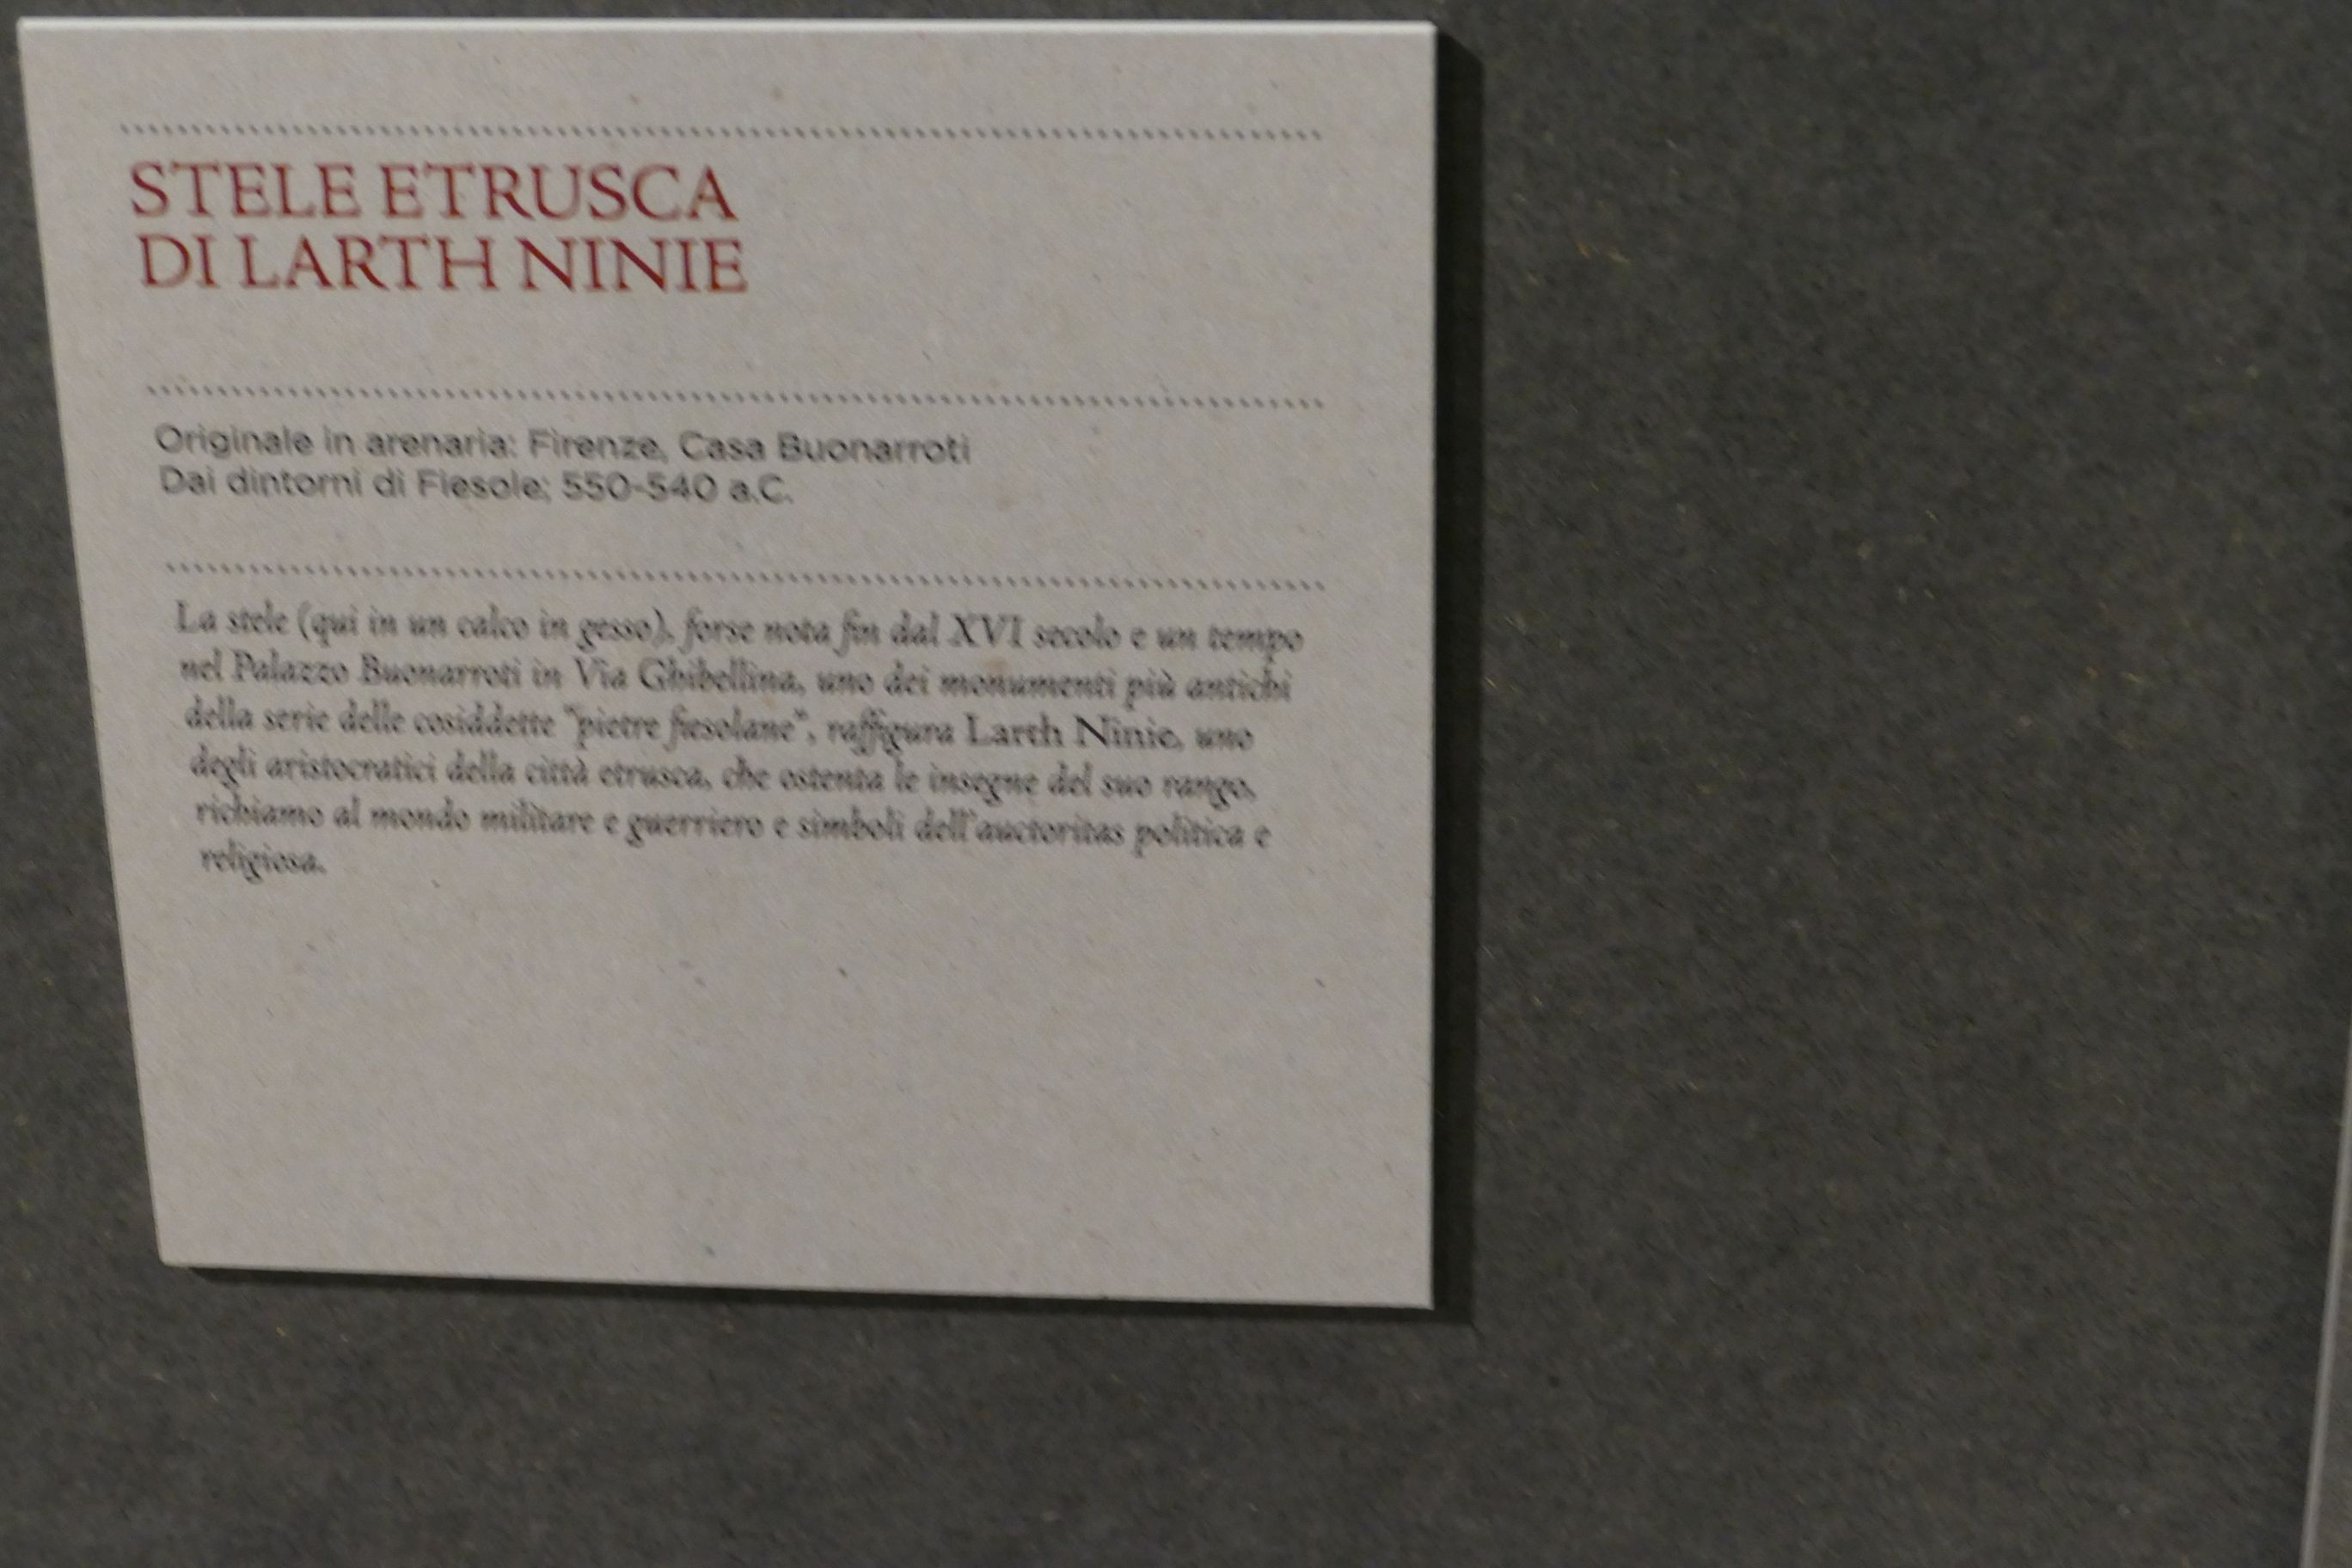 STELE ETRUSCA
DI LARTH NINIE
Originale in arenaria: Firenze, Casa Buonarroti
Dai dintorni di Fiesole; 550-540 a.C.
La stele (qui in un calco in gesso), forse nota fin dal XVI secolo e un tempo
nel Palazzo Buonarroti in Via Ghibellina, uno dei monumenti più antichi
della serie delle cosiddette "pietre fiesolane", raffigura Larth Ninie, uno
degli aristocratici della città etrusca, che ostenta le insegne del suo rango,
richiamo al mondo militare e guerriero e simboli dell'auctoritas politica e
religiosa.